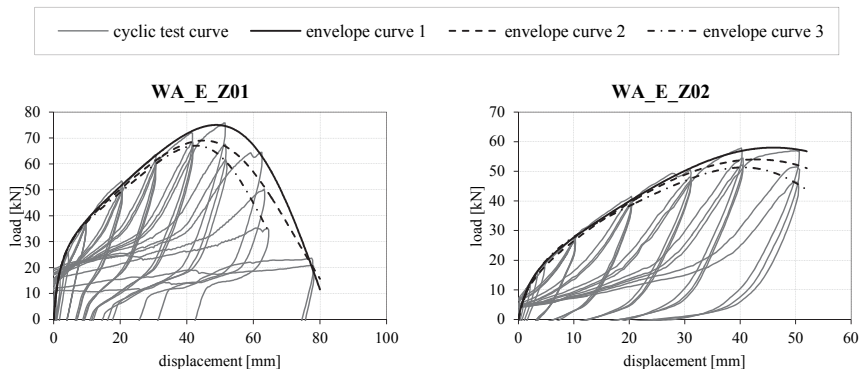 cyclic test curve envelope curve 1 envelope curve 2 envelope curve 3
WA_E_Z01
80
70
60
50
40
30
20
10
0
load [kN]
0 20 40 60 80 100
displacement [mm]
WA_E_Z02
70
60
50
40
30
20
10
0
load [kN]
0 10 20 30 40 50 60
displacement [mm]